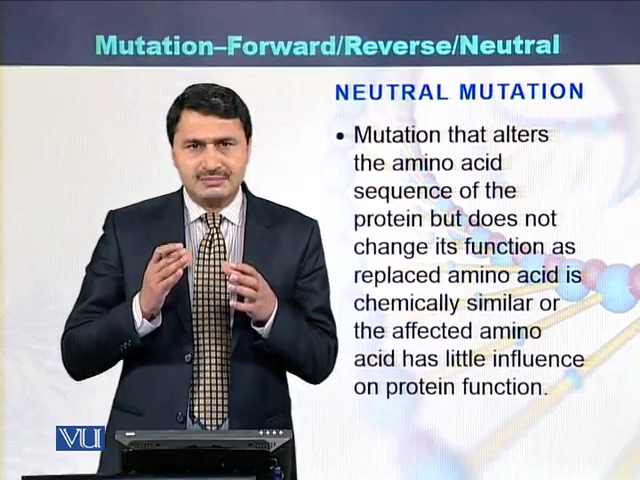 Mutation–Forward/Reverse/Neutral
NEUTRAL MUTATION
• Mutation that alters
the amino acid
sequence of the
protein but does not
change its function as
replaced amino acid is
chemically similar or
the affected amino
acid has little influence
on protein function.
VU